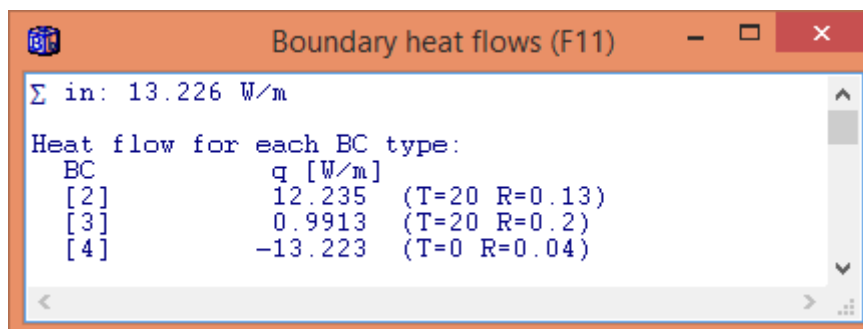 Boundary heat flows (F11)
Σ in: 13.226 W/m
Heat flow for each BC type:
BC q [W/m]
[2] 12.235 (T=20 R=0.13)
[3] 0.9913 (T=20 R=0.2)
[4] −13.223 (T=0 R=0.04)